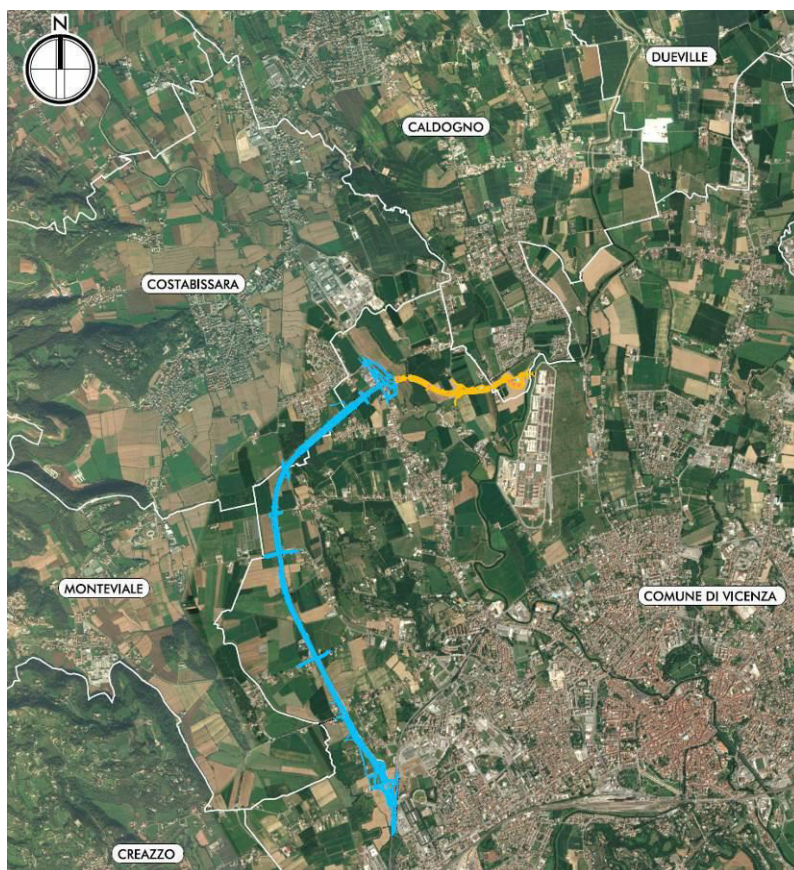 N
DUEVILLE
CALDOGNO
COSTABISSARA
MONTEVIALE
COMUNE DI VICENZA
CREAZZO